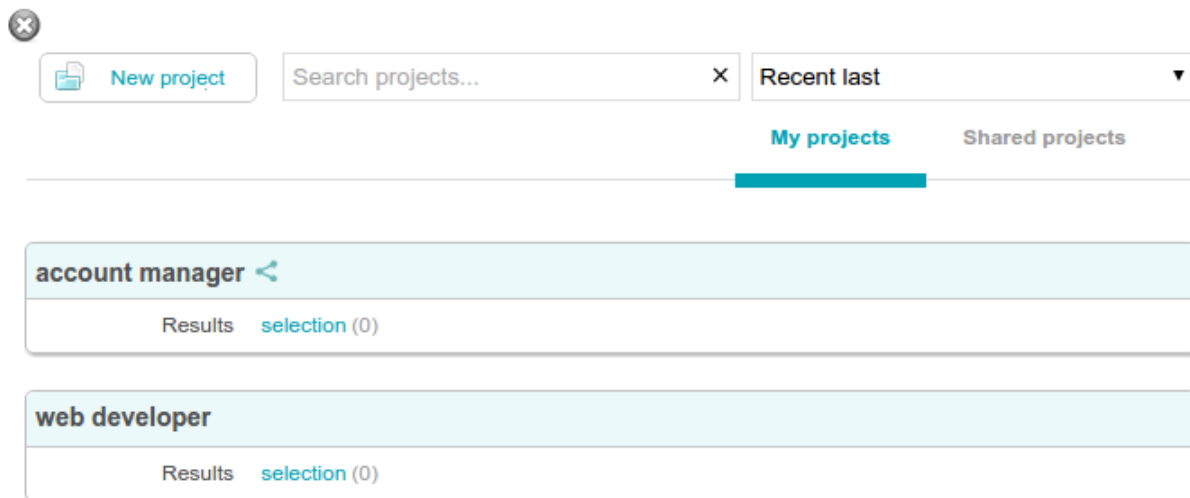 New project
Search projects...
Recent last
My projects Shared projects
account manager
Results selection (0)
web developer
Results selection (0)